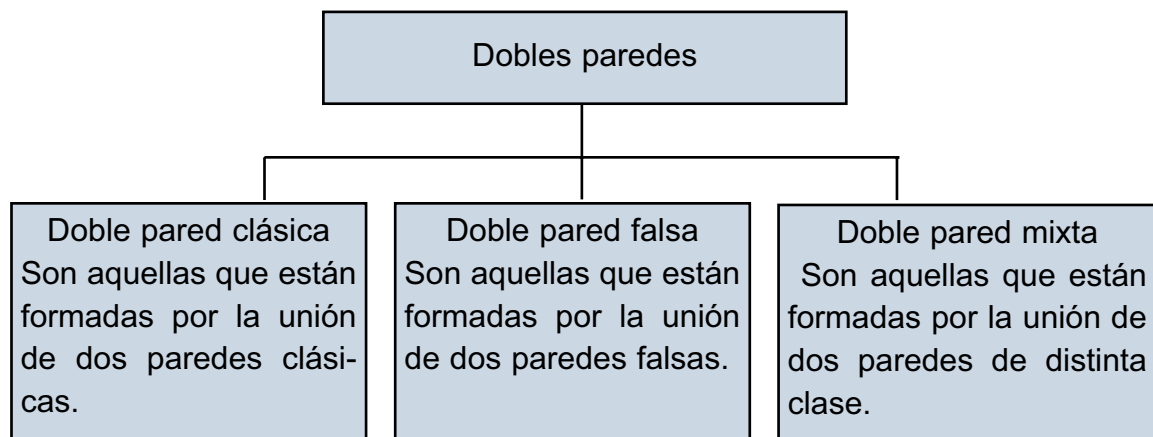 Dobles paredes
Doble pared clásica
Son aquellas que están
formadas por la unión
de dos paredes clási-
cas.
Doble pared falsa
Son aquellas que están
formadas por la unión
de dos paredes falsas.
Doble pared mixta
Son aquellas que están
formadas por la unión de
dos paredes de distinta
clase.